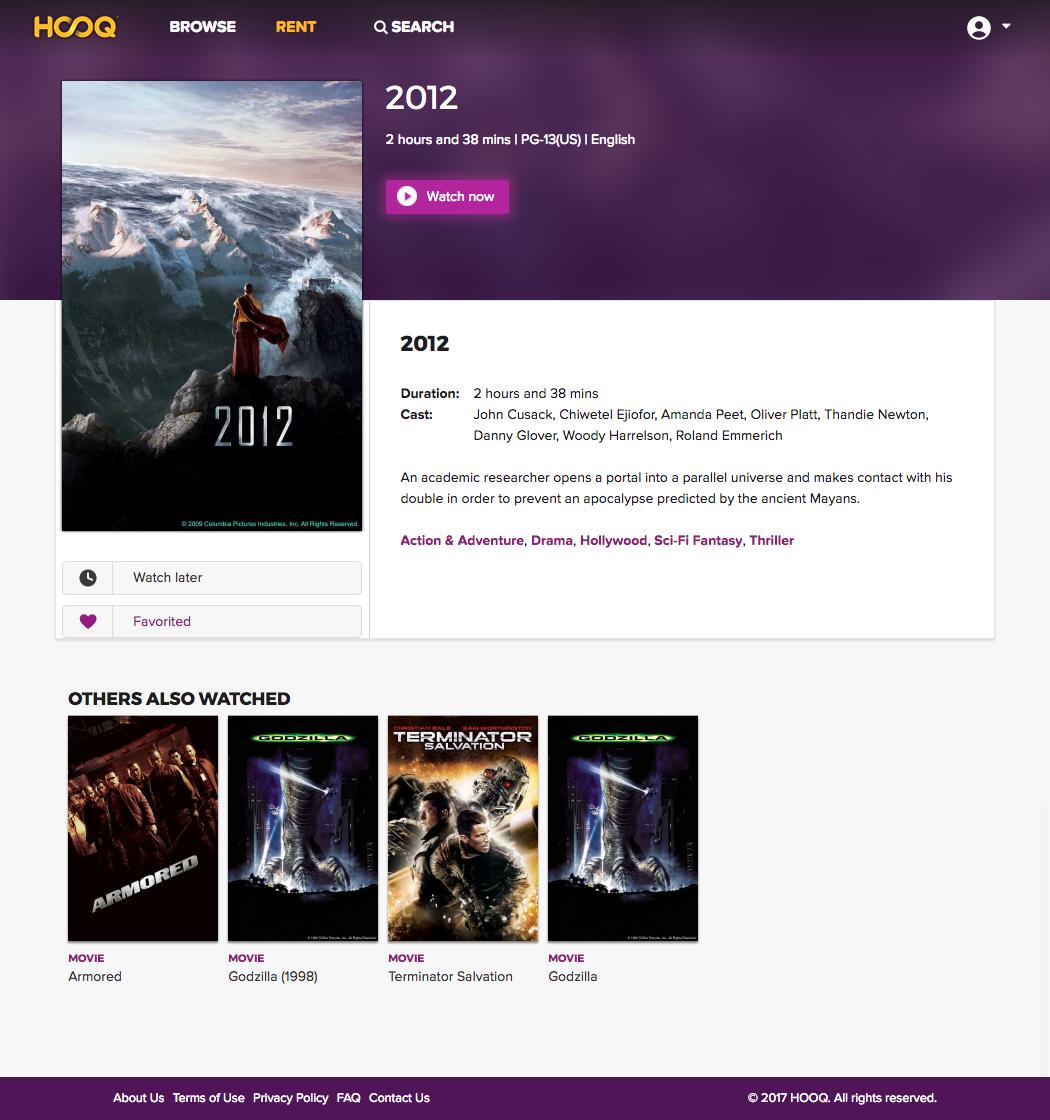 HOOQ BROWSE RENT SEARCH
2012
2 hours and 38 mins | PG-13(US) | English
Watch now
2012
© 2009 Columbia Pictures Industries, Inc. All Rights Reserved.
Watch later
Favorited
2012
Duration: 2 hours and 38 mins
Cast: John Cusack, Chiwetel Ejiofor, Amanda Peet, Oliver Platt, Thandie Newton,
Danny Glover, Woody Harrelson, Roland Emmerich
An academic researcher opens a portal into a parallel universe and makes contact with his
double in order to prevent an apocalypse predicted by the ancient Mayans.
Action & Adventure, Drama, Hollywood, Sci-Fi Fantasy, Thriller
OTHERS ALSO WATCHED
ARMORED
GODZILLA
CHRISTIAN BALE SAM WORTHINGTON
TERMINATOR
SALVATION
GODZILLA
MOVIE
Armored
MOVIE
Godzilla (1998)
MOVIE
Terminator Salvation
MOVIE
Godzilla
About Us Terms of Use Privacy Policy FAQ Contact Us
© 2017 HOOQ. All rights reserved.